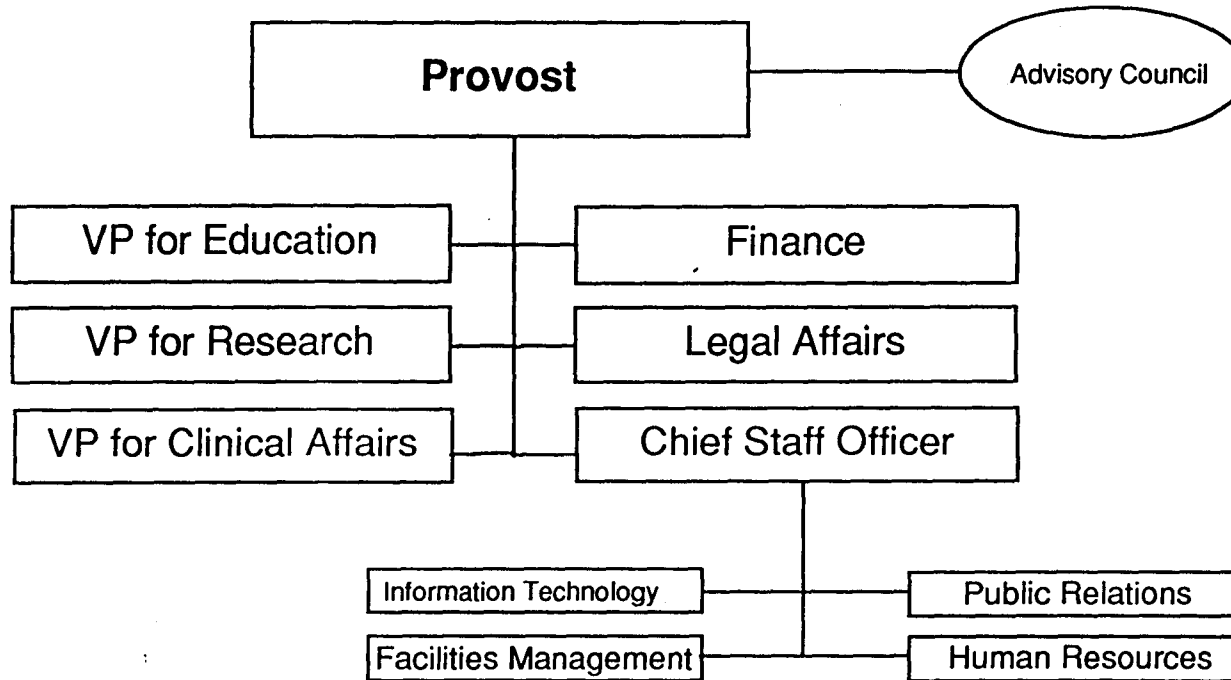 Provost
Advisory Council
VP for Education
Finance
VP for Research
Legal Affairs
VP for Clinical Affairs
Chief Staff Officer
Information Technology
Public Relations
Facilities Management
Human Resources